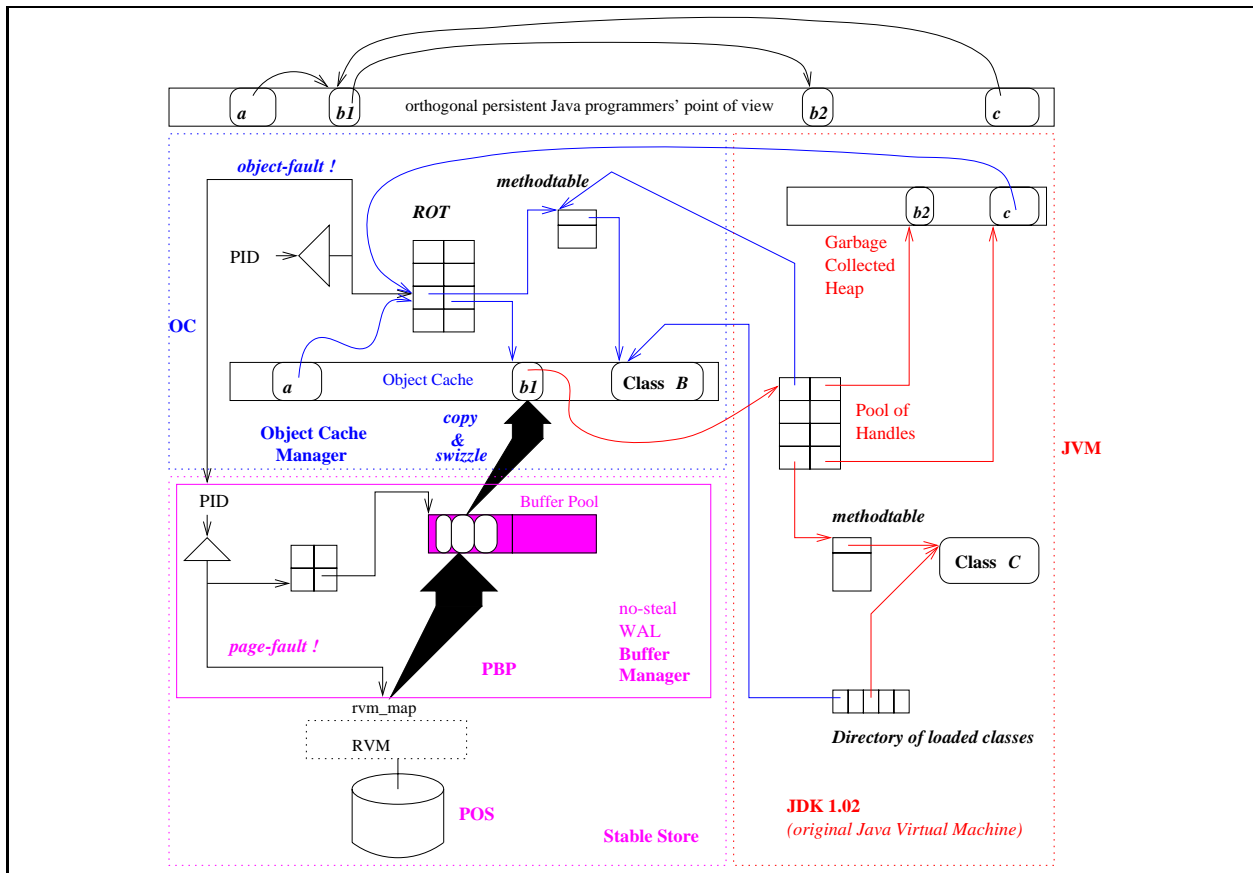 a
b1
orthogonal persistent Java programmers' point of view
b2
c
object-fault !
methodtable
ROT
PID
b2
c
Garbage
Collected
Heap
OC
a
Object Cache
b1
Class B
Pool of
Handles
Object Cache
Manager
copy
&
swizzle
JVM
PID
Buffer Pool
methodtable
Class C
no-steal
WAL
Buffer
Manager
page-fault !
PBP
rvm_map
RVM
Directory of loaded classes
POS
Stable Store
JDK 1.02
(original Java Virtual Machine)